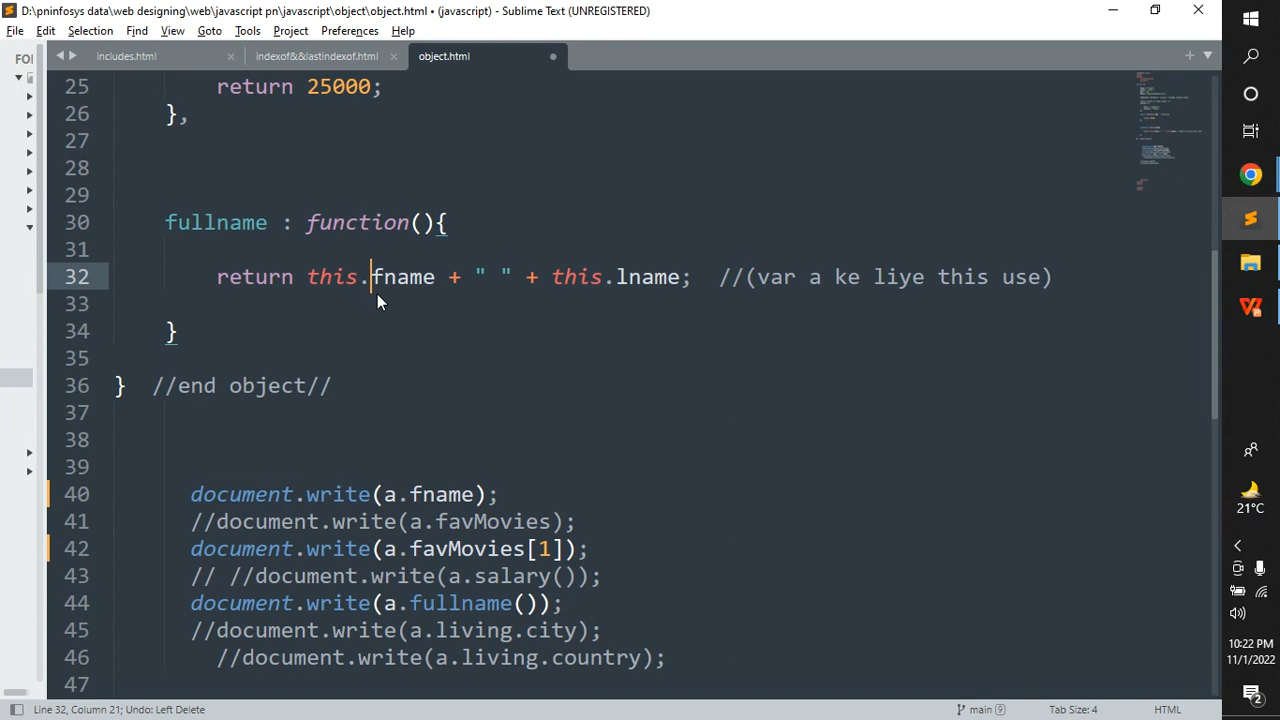 D:\pninfosys\data\web designing\web\javascript pn\javascript\object\object.html • (javascript) - Sublime Text (UNREGISTERED)
File Edit Selection Find View Goto Tools Project Preferences Help
FO
includes.html
indexof&&lastindexof.html
object.html
25 return 25000;
26 },
27
28
29
30 fullname : function(){
31
32 return this.fname + " " + this.lname; //(var a ke liye this use)
33
34 }
35
36 } //end object//
37
38
39
40 document.write(a.fname);
41 //document.write(a.favMovies);
42 document.write(a.favMovies[1]);
43 // //document.write(a.salary());
44 document.write(a.fullname());
45 //document.write(a.living.city);
46 //document.write(a.living.country);
47
Line 32, Column 21; Undo: Left Delete
main 9
Tab Size: 4
HTML
21°C
10:22 PM
11/1/2022
2